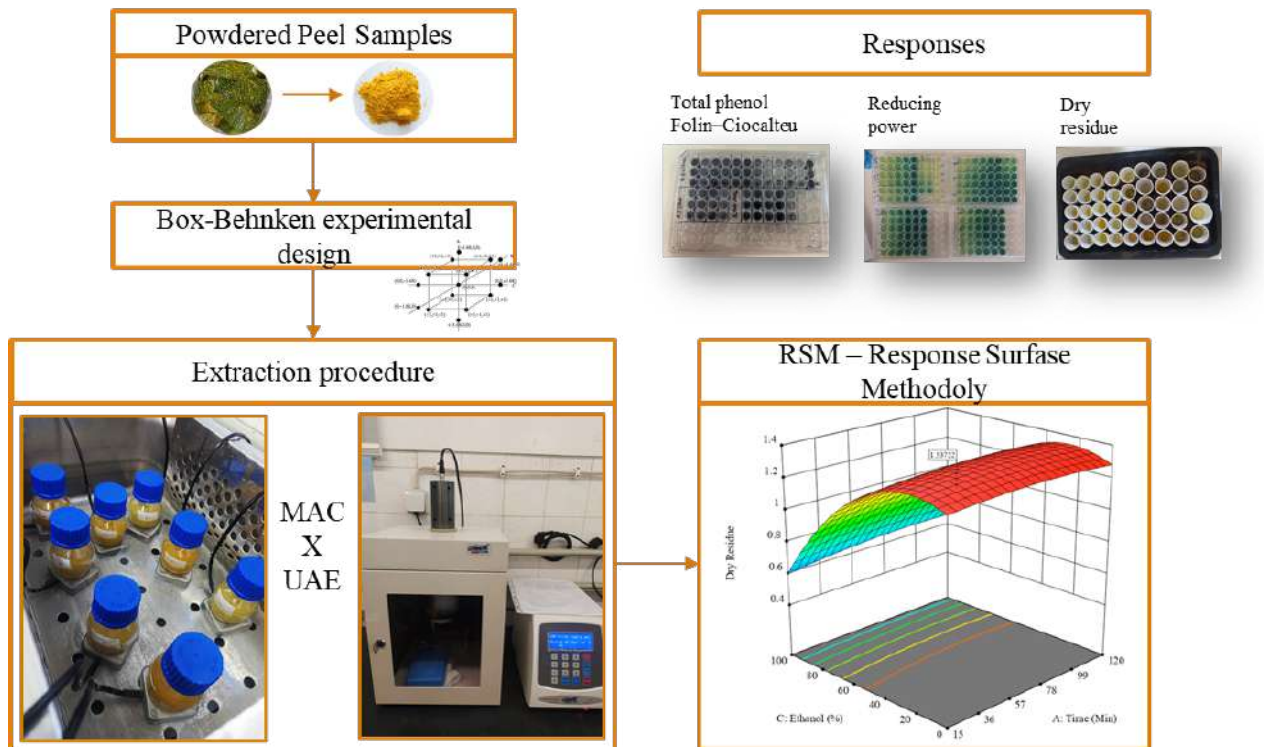 Powdered Peel Samples
Box-Behnken experimental
design
Extraction procedure
MAC
X
UAE
Responses
Total phenol
Folin–Ciocalteu
Reducing
power
Dry
residue
RSM – Response Surfase
Methodoly
1.4
1.2
1
0.8
0.6
0.4
Dry Residue
100
80
60
40
20
0
C: Ethanol (%)
15
36
57
78
99
120
A: Time (Min)